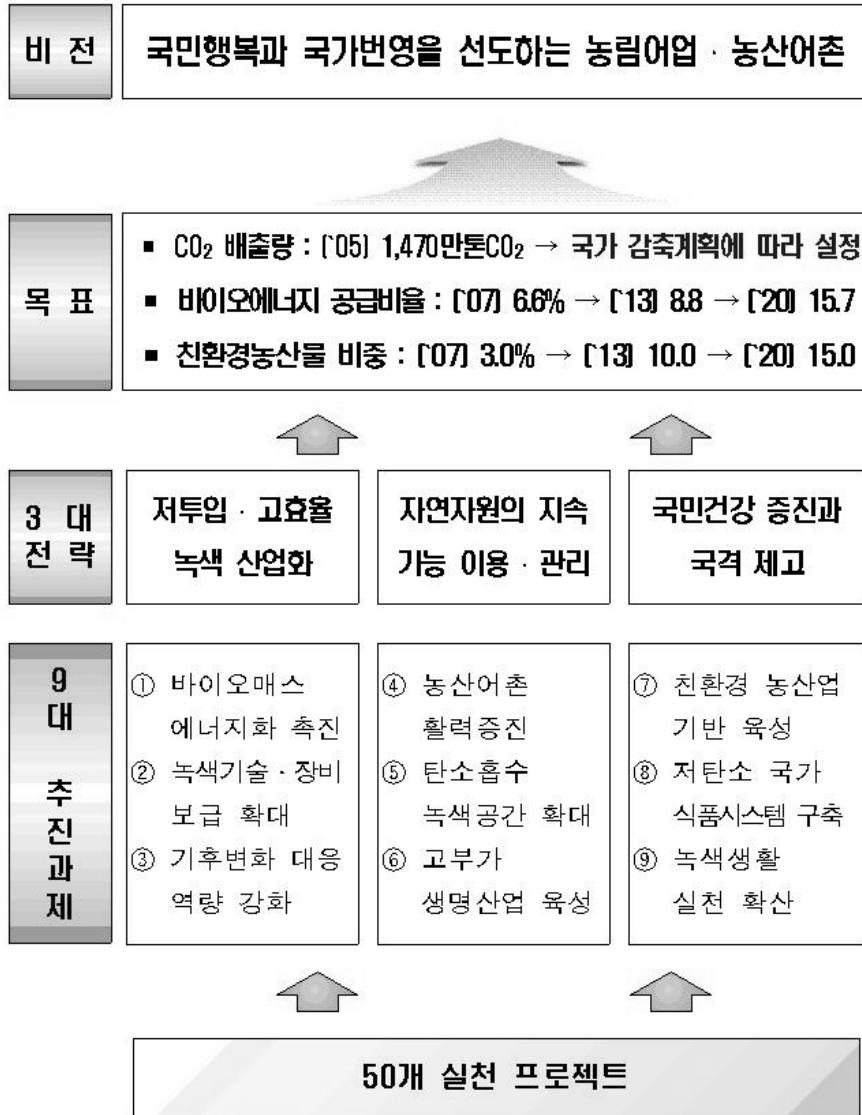 비 전
국민행복과 국가번영을 선도하는 농림어업 · 농산어촌
목 표
▪ CO₂ 배출량 : [`05] 1,470만톤CO₂ → 국가 감축계획에 따라 설정
▪ 바이오에너지 공급비율 : [`07] 6.6% → [`13] 8.8 → [`20] 15.7
▪ 친환경농산물 비중 : [`07] 3.0% → [`13] 10.0 → [`20] 15.0
3 대
전 략
저투입 · 고효율
녹색 산업화
자연자원의 지속
기능 이용 · 관리
국민건강 증진과
국격 제고
9
대
추
진
과
제
① 바이오매스
에너지화 촉진
② 녹색기술 · 장비
보급 확대
③ 기후변화 대응
역량 강화
④ 농산어촌
활력증진
⑤ 탄소흡수
녹색공간 확대
⑥ 고부가
생명산업 육성
⑦ 친환경 농산업
기반 육성
⑧ 저탄소 국가
식품시스템 구축
⑨ 녹색생활
실천 확산
50개 실천 프로젝트